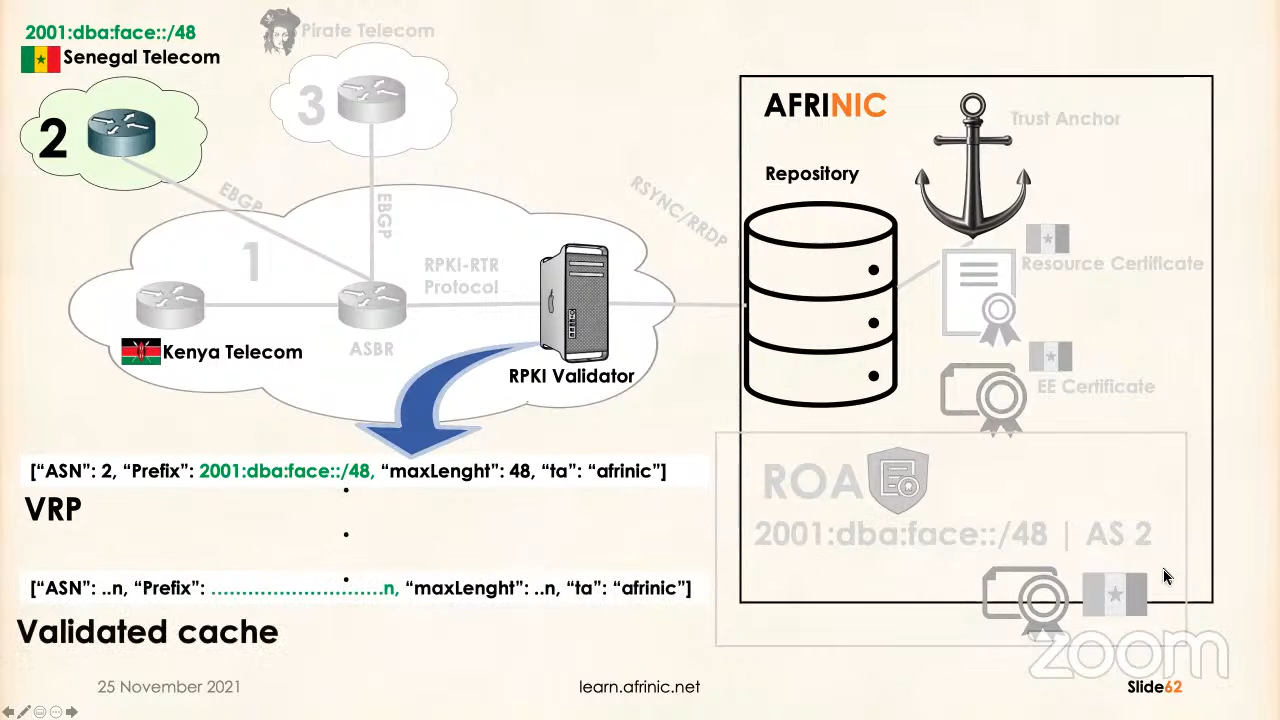 2001:dba:face::/48
Senegal Telecom
Pirate Telecom
2
3
EBGP
EBGP
1
RPKI-RTR
Protocol
RSYNC/RRDP
Kenya Telecom
ASBR
RPKI Validator
AFRINIC
Trust Anchor
Repository
Resource Certificate
EE Certificate
ROA
2001:dba:face::/48 | AS 2
[“ASN”: 2, “Prefix”: 2001:dba:face::/48, “maxLenght”: 48, “ta”: “afrinic”]
VRP
[“ASN”: ..n, “Prefix”: ............................n, “maxLenght”: ..n, “ta”: “afrinic”]
Validated cache
zoom
25 November 2021
learn.afrinic.net
Slide62